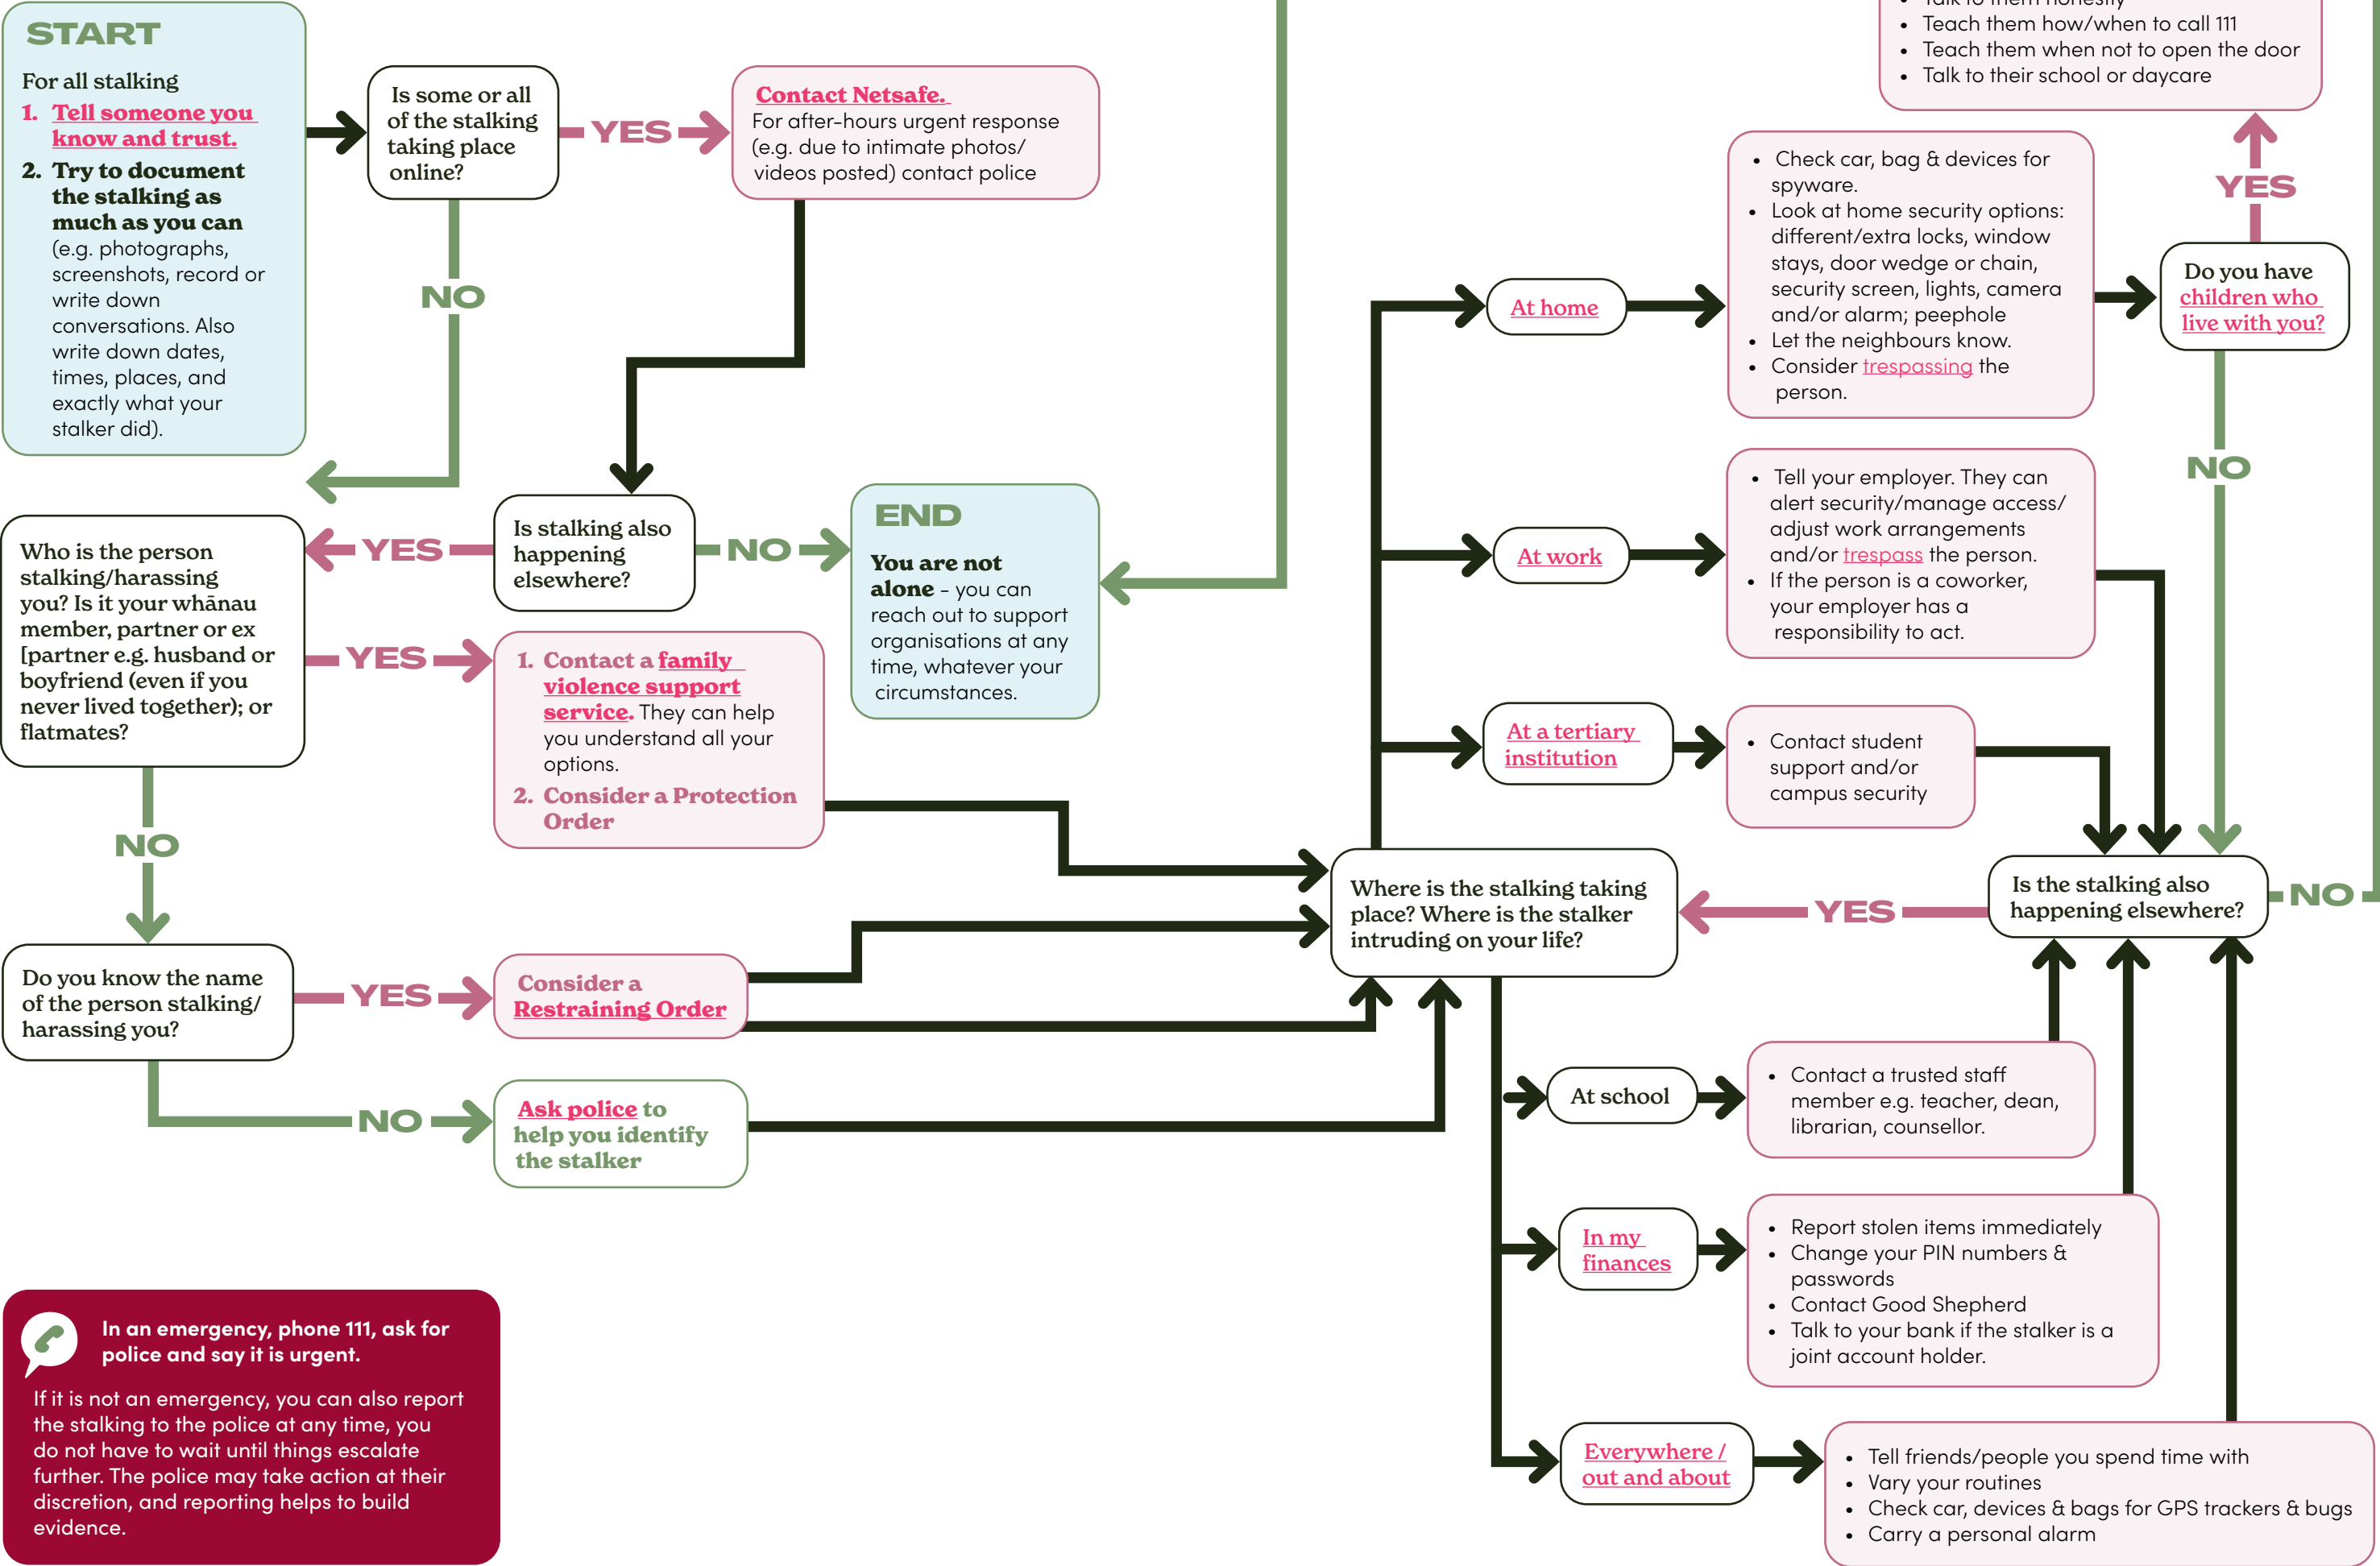 START
For all stalking
1. Tell someone you
know and trust.
2. Try to document
the stalking as
much as you can
(e.g. photographs,
screenshots, record or
write down
conversations. Also
write down dates,
times, places, and
exactly what your
stalker did).
Is some or all
of the stalking
taking place
online?
YES
Contact Netsafe.
For after-hours urgent response
(e.g. due to intimate photos/
videos posted) contact police
NO
Is stalking also
happening
elsewhere?
YES
NO
END
You are not
alone - you can
reach out to support
organisations at any
time, whatever your
circumstances.
Who is the person
stalking/harassing
you? Is it your whānau
member, partner or ex
[partner e.g. husband or
boyfriend (even if you
never lived together); or
flatmates?
YES
1. Contact a family
violence support
service. They can help
you understand all your
options.
2. Consider a Protection
Order
NO
Do you know the name
of the person stalking/
harassing you?
YES
Consider a
Restraining Order
NO
Ask police to
help you identify
the stalker
In an emergency, phone 111, ask for
police and say it is urgent.
If it is not an emergency, you can also report
the stalking to the police at any time, you
do not have to wait until things escalate
further. The police may take action at their
discretion, and reporting helps to build
evidence.
Where is the stalking taking
place? Where is the stalker
intruding on your life?
At home
• Check car, bag & devices for
spyware.
• Look at home security options:
different/extra locks, window
stays, door wedge or chain,
security screen, lights, camera
and/or alarm; peephole
• Let the neighbours know.
• Consider trespassing the
person.
Do you have
children who
live with you?
YES
• Talk to them honestly
• Teach them how/when to call 111
• Teach them when not to open the door
• Talk to their school or daycare
NO
At work
• Tell your employer. They can
alert security/manage access/
adjust work arrangements
and/or trespass the person.
• If the person is a coworker,
your employer has a
responsibility to act.
At a tertiary
institution
• Contact student
support and/or
campus security
Is the stalking also
happening elsewhere?
YES
NO
At school
• Contact a trusted staff
member e.g. teacher, dean,
librarian, counsellor.
In my
finances
• Report stolen items immediately
• Change your PIN numbers &
passwords
• Contact Good Shepherd
• Talk to your bank if the stalker is a
joint account holder.
Everywhere /
out and about
• Tell friends/people you spend time with
• Vary your routines
• Check car, devices & bags for GPS trackers & bugs
• Carry a personal alarm